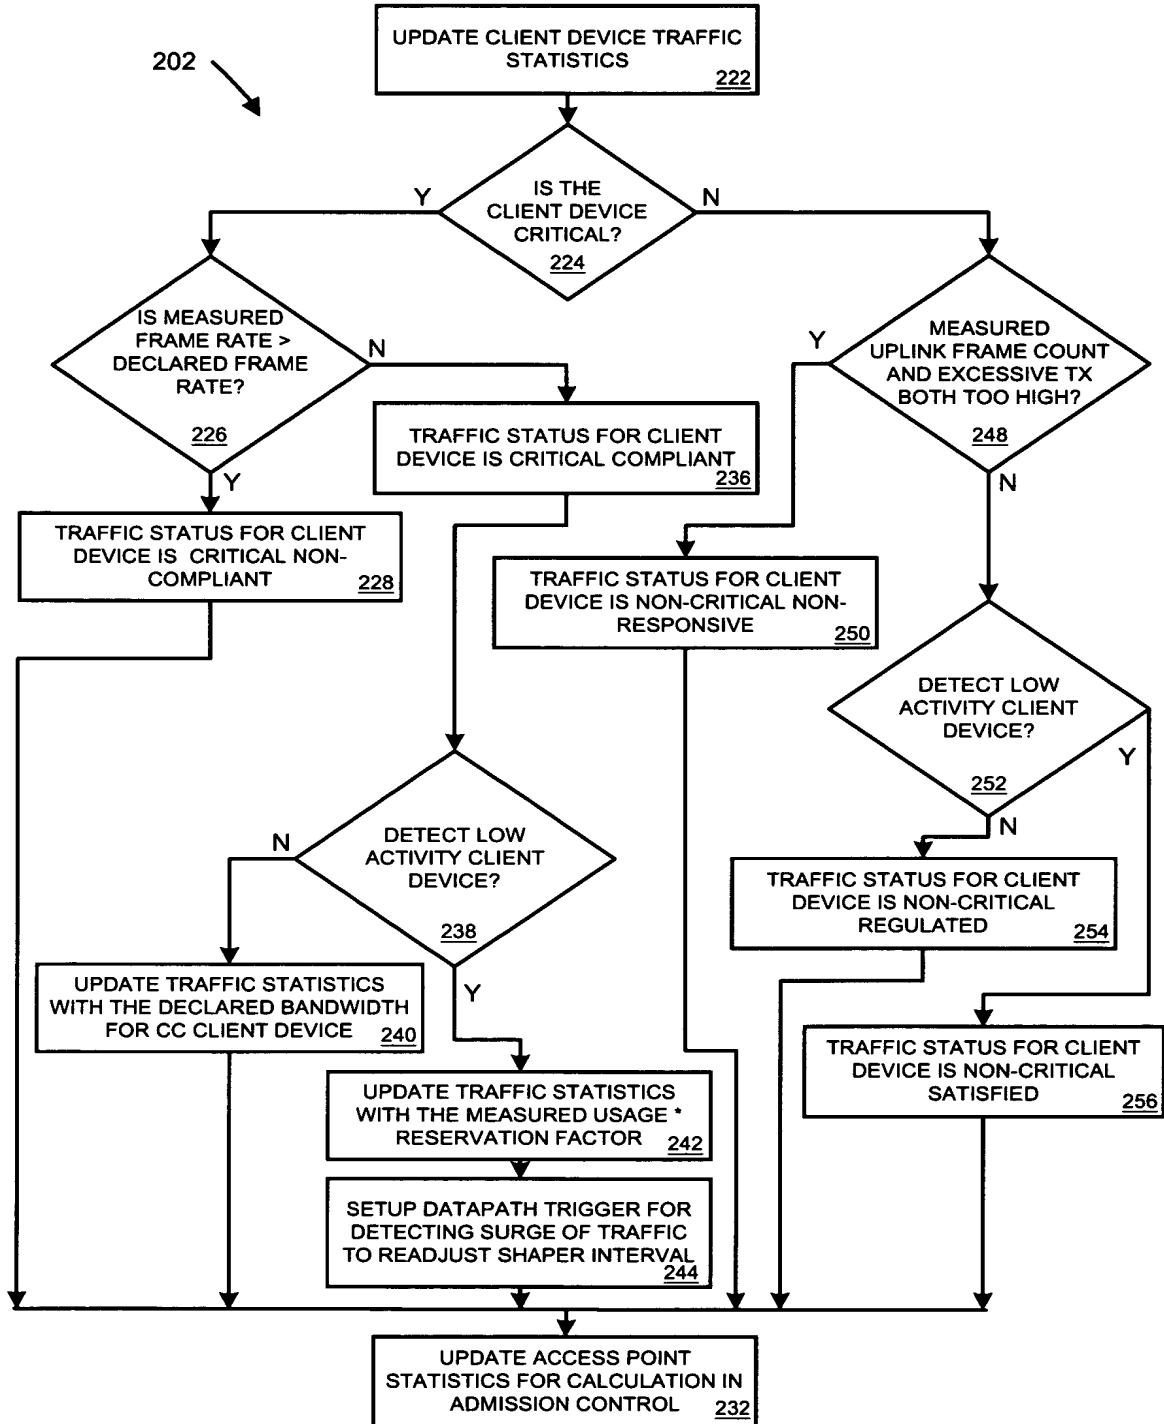 UPDATE CLIENT DEVICE TRAFFIC
STATISTICS
222
202
Y
IS THE
CLIENT DEVICE
CRITICAL?
224
N
IS MEASURED
FRAME RATE >
DECLARED FRAME
RATE?
226
N
Y
MEASURED
UPLINK FRAME COUNT
AND EXCESSIVE TX
BOTH TOO HIGH?
248
Y
N
TRAFFIC STATUS FOR CLIENT
DEVICE IS CRITICAL COMPLIANT
236
TRAFFIC STATUS FOR CLIENT
DEVICE IS CRITICAL NON-
COMPLIANT
228
TRAFFIC STATUS FOR CLIENT
DEVICE IS NON-CRITICAL NON-
RESPONSIVE
250
DETECT LOW
ACTIVITY CLIENT
DEVICE?
252
Y
N
DETECT LOW
ACTIVITY CLIENT
DEVICE?
238
N
Y
TRAFFIC STATUS FOR CLIENT
DEVICE IS NON-CRITICAL
REGULATED
254
UPDATE TRAFFIC STATISTICS
WITH THE DECLARED BANDWIDTH
FOR CC CLIENT DEVICE
240
TRAFFIC STATUS FOR CLIENT
DEVICE IS NON-CRITICAL
SATISFIED
256
UPDATE TRAFFIC STATISTICS
WITH THE MEASURED USAGE *
RESERVATION FACTOR
242
SETUP DATAPATH TRIGGER FOR
DETECTING SURGE OF TRAFFIC
TO READJUST SHAPER INTERVAL
244
UPDATE ACCESS POINT
STATISTICS FOR CALCULATION IN
ADMISSION CONTROL
232